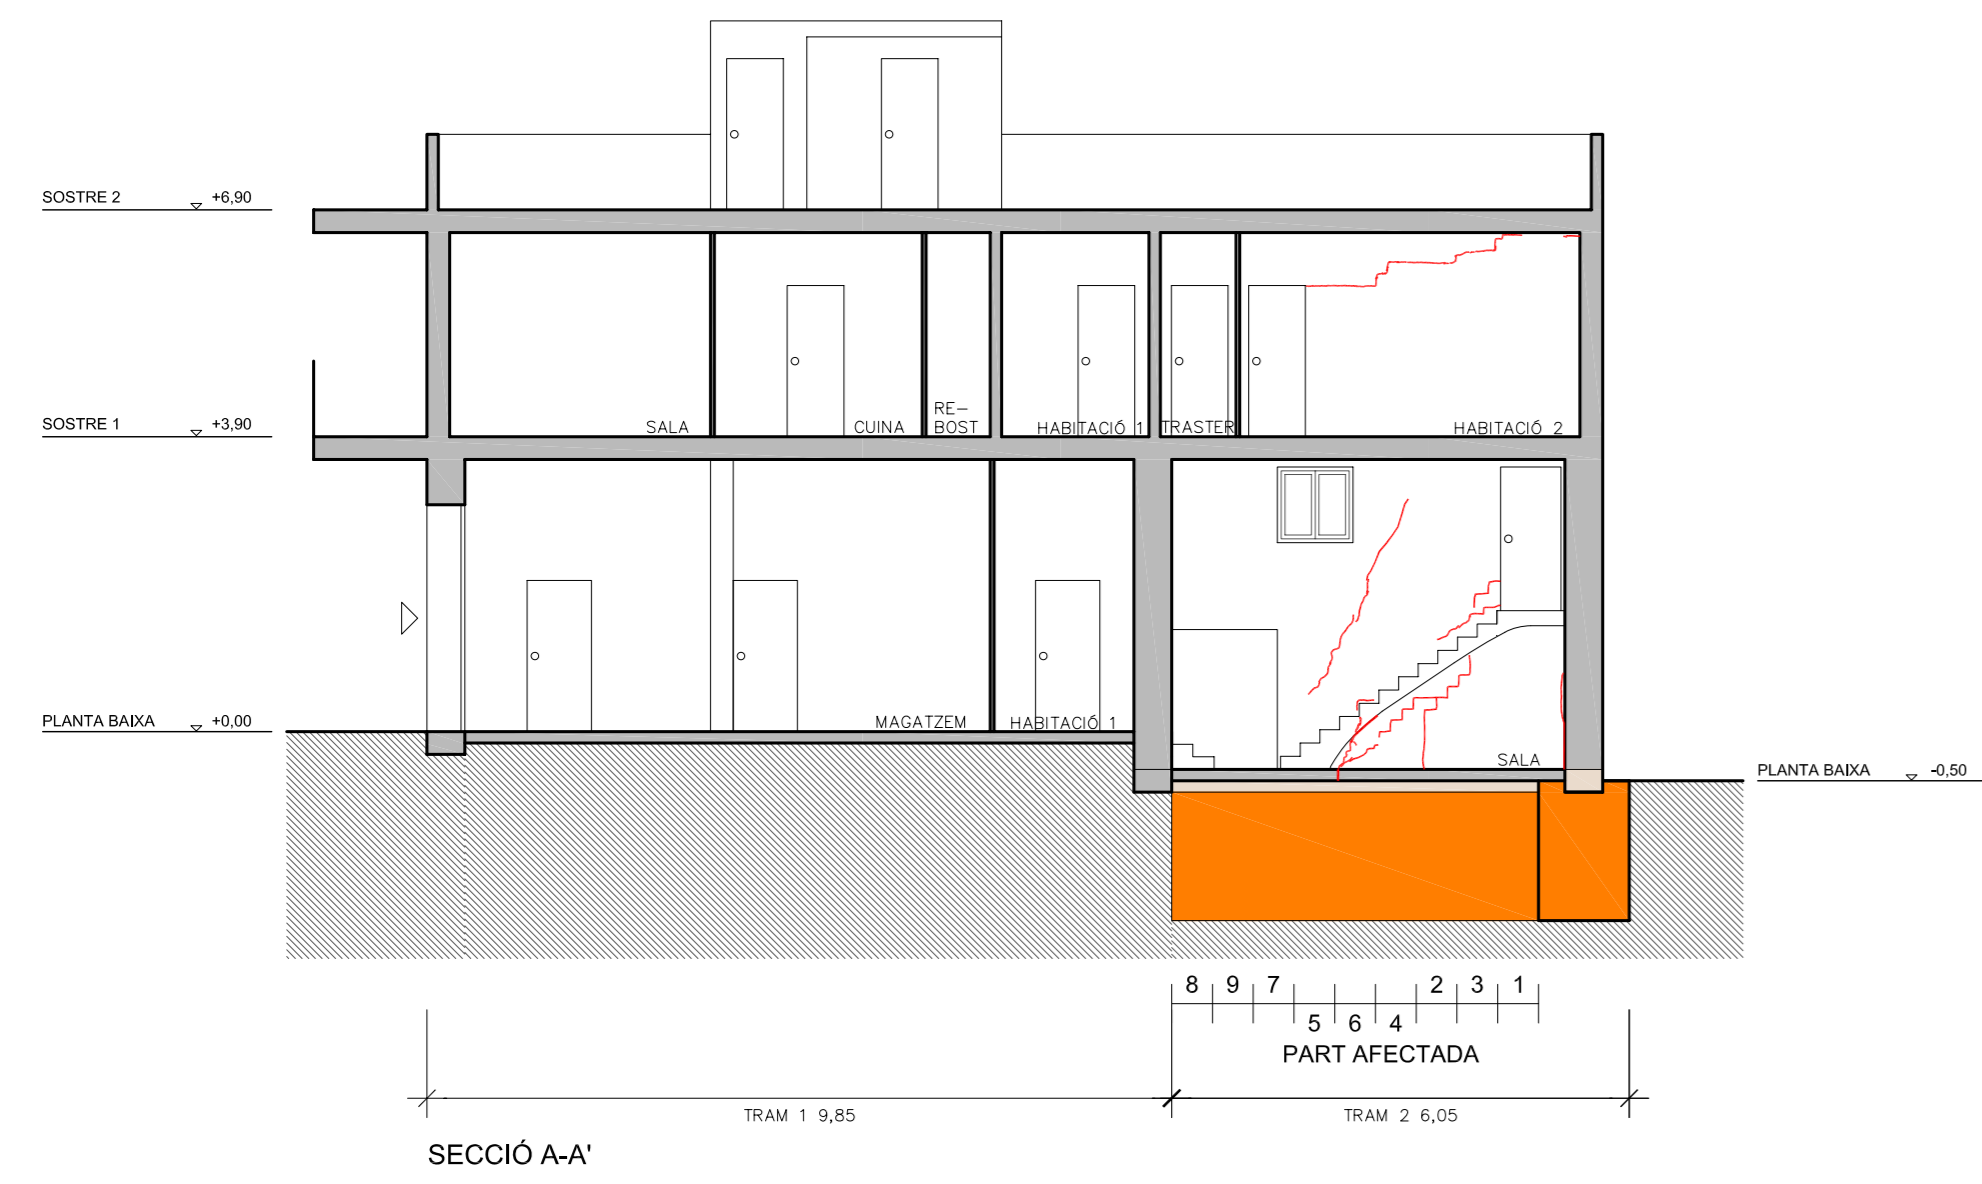 SOSTRE 2 +6,90
SOSTRE 1 +3,90
SALA
CUINA
RE-
BOST
HABITACIÓ 1
TRASTER
HABITACIÓ 2
PLANTA BAIXA +0,00
MAGATZEM
HABITACIÓ 1
SALA
PLANTA BAIXA -0,50
8 9 7 2 3 1
5 6 4
PART AFECTADA
TRAM 1 9,85
TRAM 2 6,05
SECCIÓ A-A'